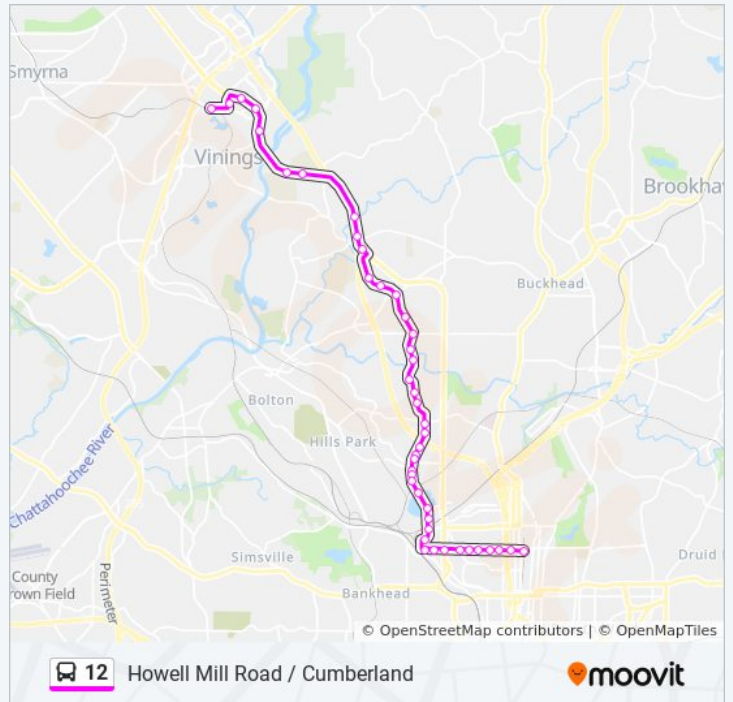 Smyrna
Vinings
Brookha
Buckhead
Bolton
Hills Park
Chattahoochee River
Simsville
Druid
County
rown Field
Perimeter
Bankhead
© OpenStreetMap contributors | © OpenMapTiles
12 Howell Mill Road / Cumberland
moovit